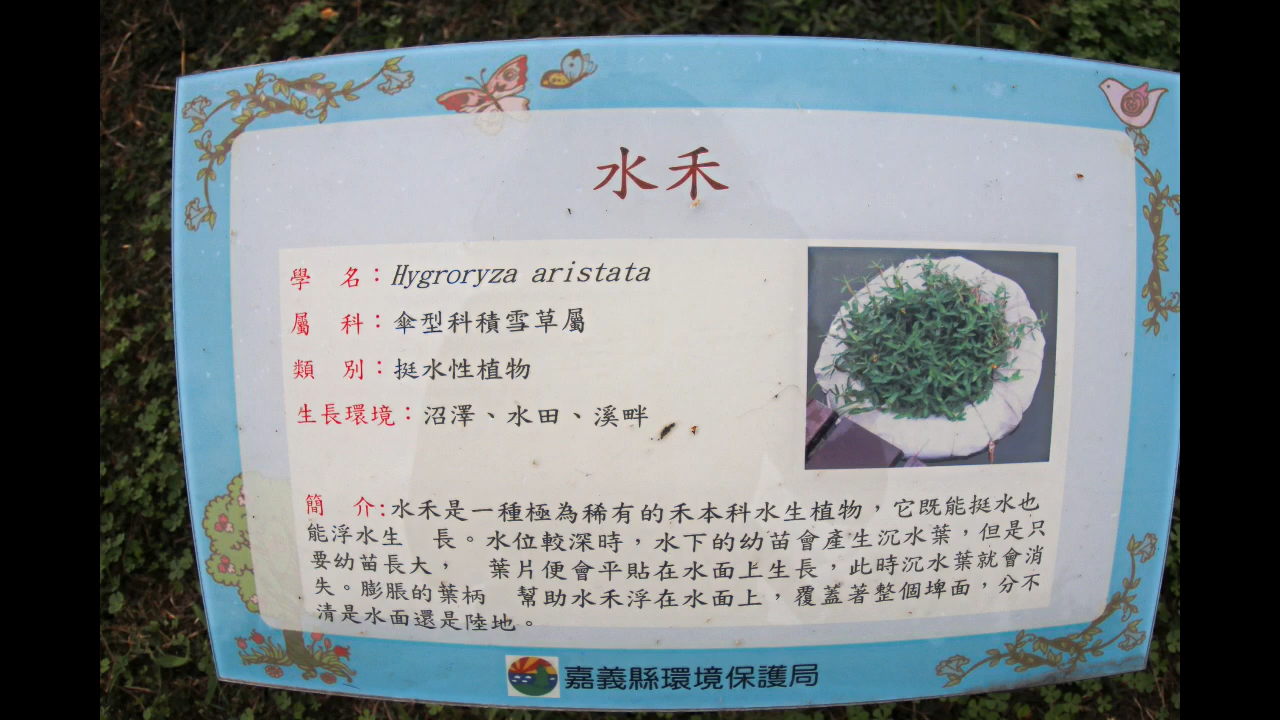 水禾
學 名：Hygroryza aristata
屬 科：傘型科積雪草屬
類 別：挺水性植物
生長環境：沼澤、水田、溪畔
簡 介:水禾是一種極為稀有的禾本科水生植物，它既能挺水也
能浮水生 長。水位較深時，水下的幼苗會產生沉水葉，但是只
要幼苗長大， 葉片便會平貼在水面上生長，此時沉水葉就會消
失。膨脹的葉柄 幫助水禾浮在水面上，覆蓋著整個埤面，分不
清是水面還是陸地。
嘉義縣環境保護局